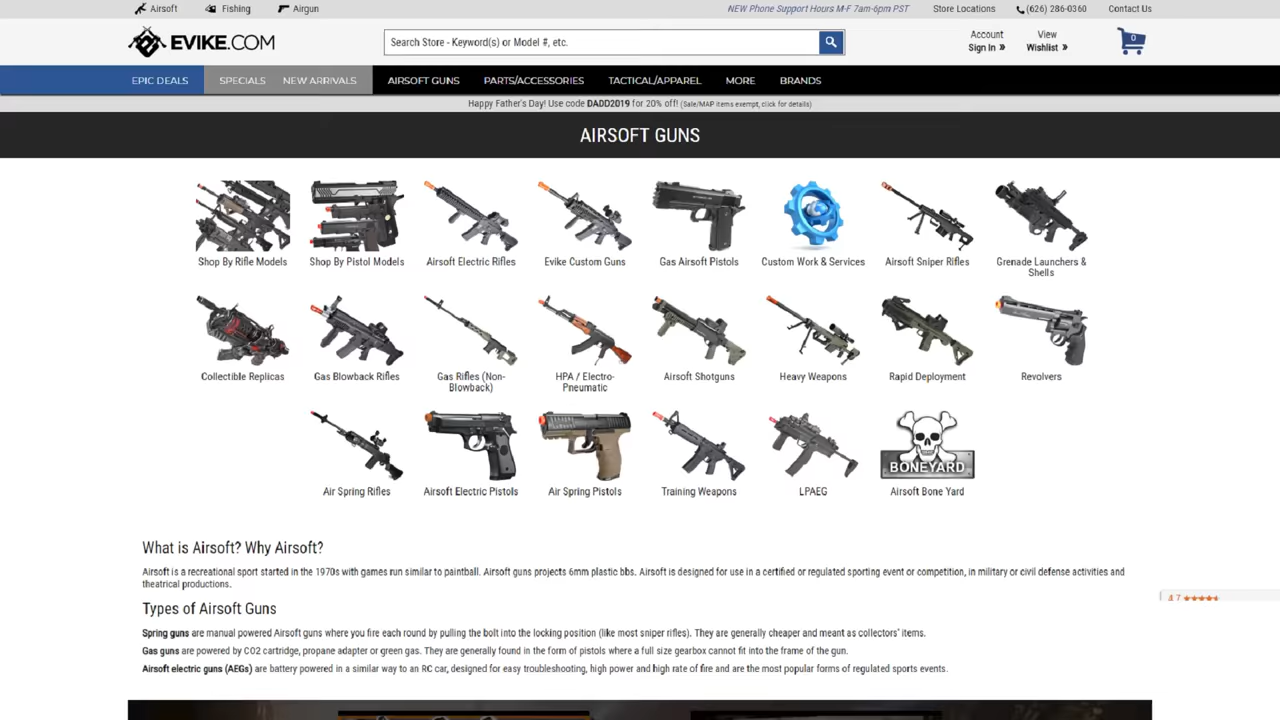 Airsoft Fishing Airgun NEW Phone Support Hours M-F 7am-6pm PST Store Locations (626) 286-0360 Contact Us
EVIKE.COM
Search Store - Keyword(s) or Model #, etc.
Account
Sign In »
View
Wishlist »
0
EPIC DEALS SPECIALS NEW ARRIVALS AIRSOFT GUNS PARTS/ACCESSORIES TACTICAL/APPAREL MORE BRANDS
Happy Father's Day! Use code DADD2019 for 20% off! (Sale/MAP items exempt, click for details)
AIRSOFT GUNS
Shop By Rifle Models
Shop By Pistol Models
Airsoft Electric Rifles
Evike Custom Guns
Gas Airsoft Pistols
Custom Work & Services
Airsoft Sniper Rifles
Grenade Launchers &
Shells
Collectible Replicas
Gas Blowback Rifles
Gas Rifles (Non-
Blowback)
HPA / Electro-
Pneumatic
Airsoft Shotguns
Heavy Weapons
Rapid Deployment
Revolvers
BONEYARD
Air Spring Rifles
Airsoft Electric Pistols
Air Spring Pistols
Training Weapons
LPAEG
Airsoft Bone Yard
What is Airsoft? Why Airsoft?
Airsoft is a recreational sport started in the 1970s with games run similar to paintball. Airsoft guns projects 6mm plastic bbs. Airsoft is designed for use in a certified or regulated sporting event or competition, in military or civil defense activities and
theatrical productions.
4.7
Types of Airsoft Guns
Spring guns are manual powered Airsoft guns where you fire each round by pulling the bolt into the locking position (like most sniper rifles). They are generally cheaper and meant as collectors' items.
Gas guns are powered by CO2 cartridge, propane adapter or green gas. They are generally found in the form of pistols where a full size gearbox cannot fit into the frame of the gun.
Airsoft electric guns (AEGs) are battery powered in a similar way to an RC car, designed for easy troubleshooting, high power and high rate of fire and are the most popular forms of regulated sports events.